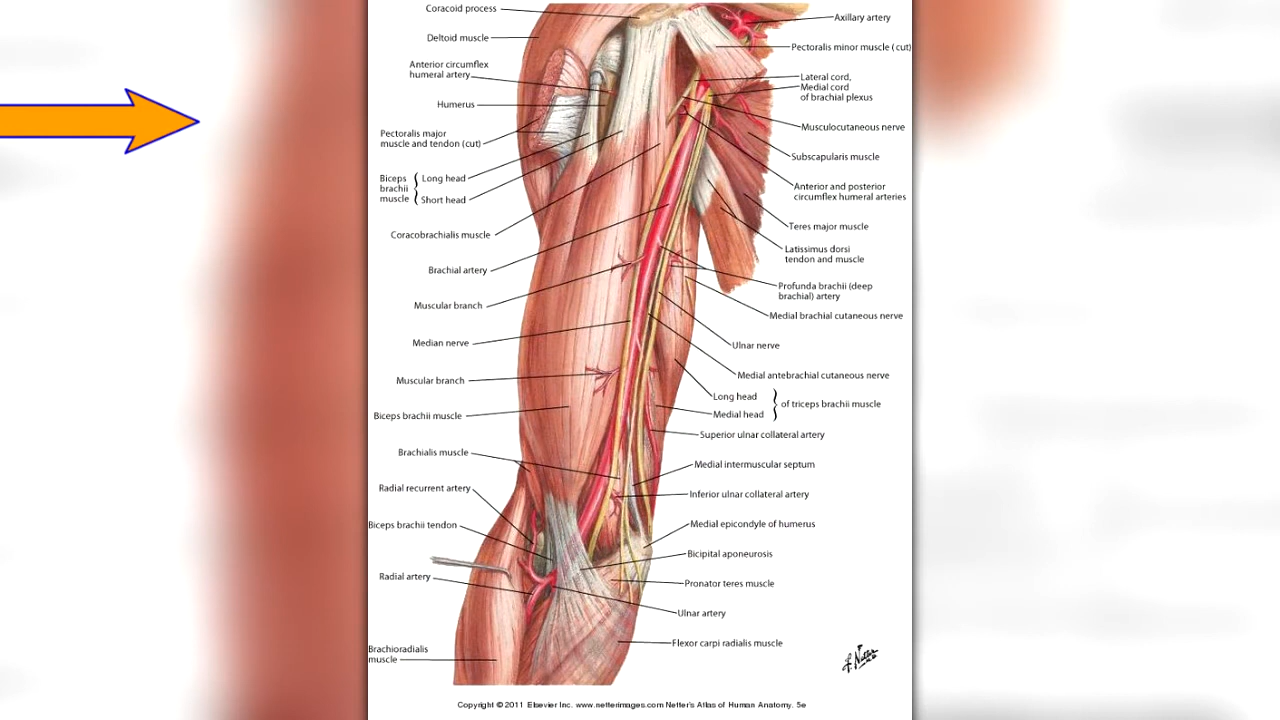 Coracoid process
Deltoid muscle
Anterior circumflex
humeral artery
Humerus
Pectoralis major
muscle and tendon (cut)
Biceps
brachii
muscle
Long head
Short head
Coracobrachialis muscle
Brachial artery
Muscular branch
Median nerve
Muscular branch
Biceps brachii muscle
Brachialis muscle
Radial recurrent artery
Biceps brachii tendon
Radial artery
Brachioradialis
muscle
Axillary artery
Pectoralis minor muscle (cut)
Lateral cord,
Medial cord
of brachial plexus
Musculocutaneous nerve
Subscapularis muscle
Anterior and posterior
circumflex humeral arteries
Teres major muscle
Latissimus dorsi
tendon and muscle
Profunda brachii (deep
brachial) artery
Medial brachial cutaneous nerve
Ulnar nerve
Medial antebrachial cutaneous nerve
Long head
Medial head
of triceps brachii muscle
Superior ulnar collateral artery
Medial intermuscular septum
Inferior ulnar collateral artery
Medial epicondyle of humerus
Bicipital aponeurosis
Pronator teres muscle
Ulnar artery
Flexor carpi radialis muscle
F. Netter
Copyright © 2011 Elsevier Inc. www.netterimages.com Netter's Atlas of Human Anatomy. 5e